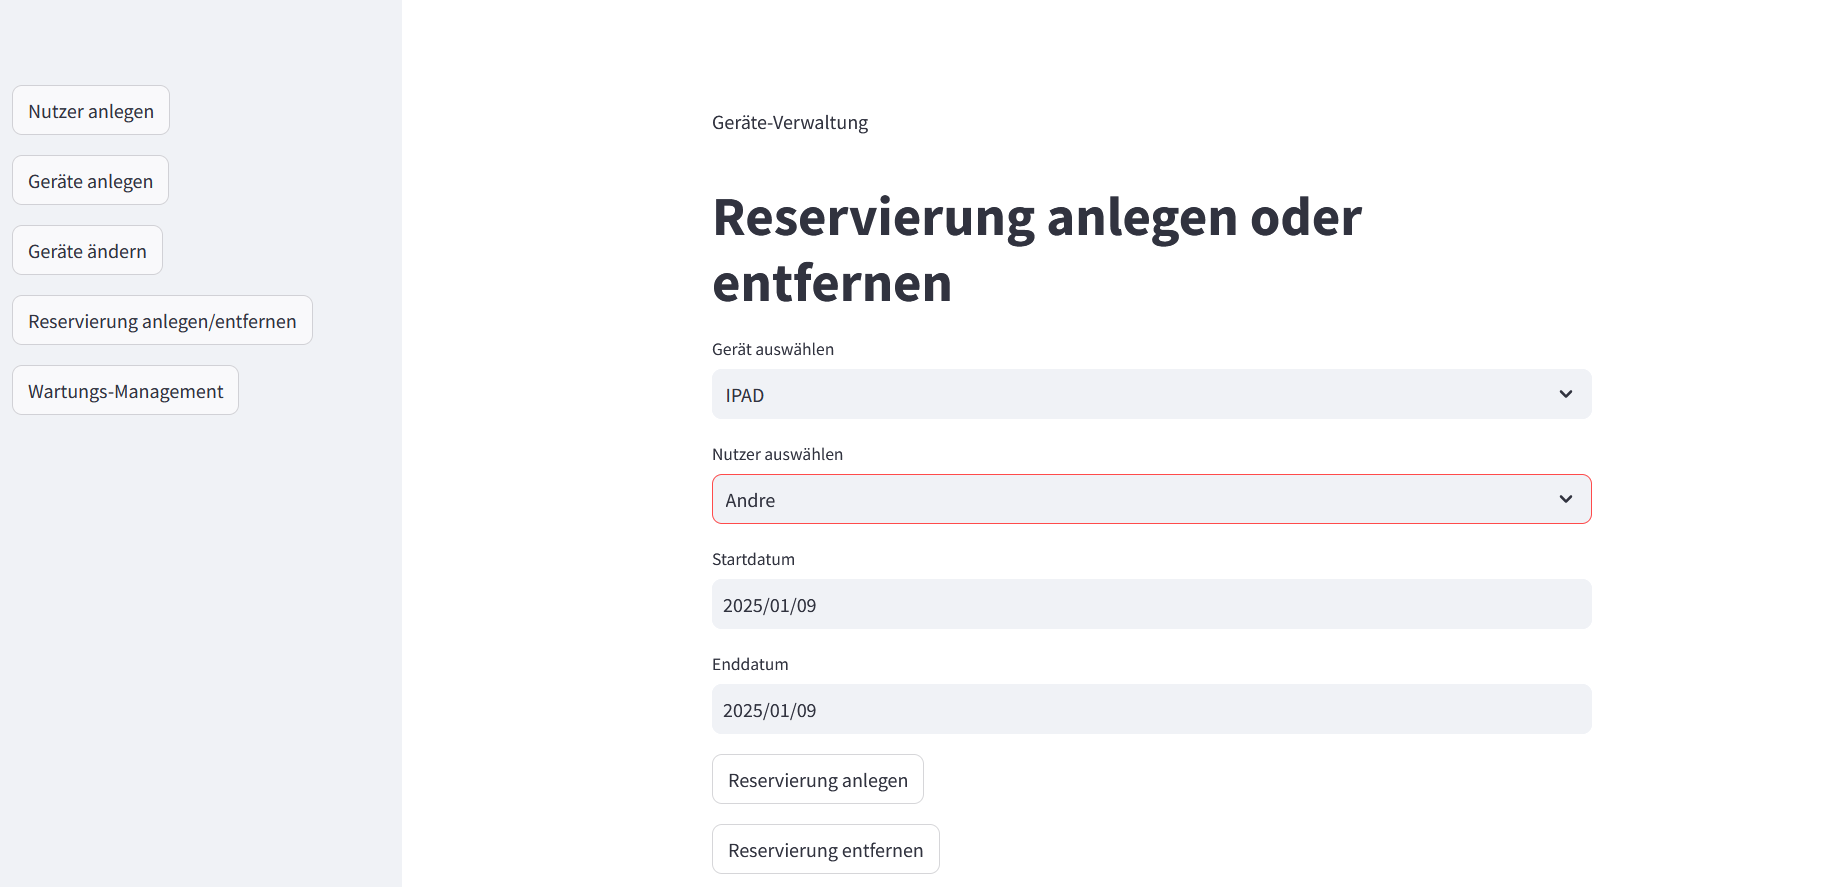 Nutzer anlegen
Geräte anlegen
Geräte ändern
Reservierung anlegen/entfernen
Wartungs-Management
Geräte-Verwaltung
Reservierung anlegen oder
entfernen
Gerät auswählen
IPAD
Nutzer auswählen
Andre
Startdatum
2025/01/09
Enddatum
2025/01/09
Reservierung anlegen
Reservierung entfernen